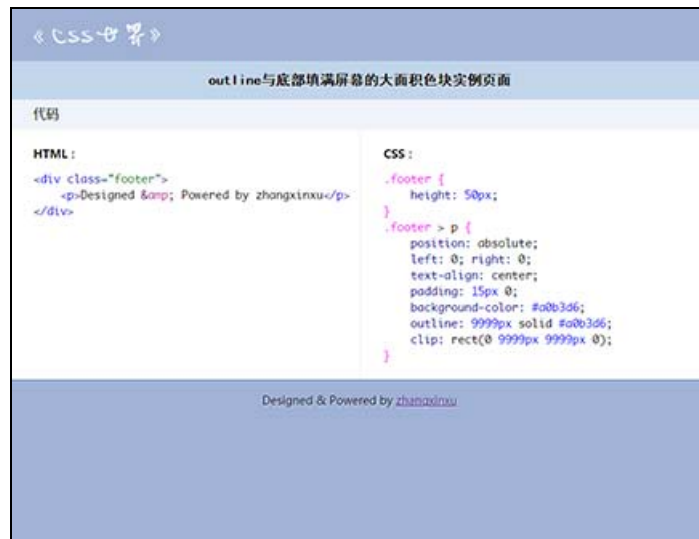 《CSS世界》
outline与底部填满屏幕的大面积色块实例页面
代码
HTML:
<div class="footer">
    <p>Designed &amp; Powered by zhangxinxu</p>
</div>
CSS:
.footer {
    height: 50px;
}
.footer > p {
    position: absolute;
    left: 0; right: 0;
    text-align: center;
    padding: 15px 0;
    background-color: #a0b3d6;
    outline: 9999px solid #a0b3d6;
    clip: rect(0 9999px 9999px 0);
}
Designed & Powered by zhangxinxu